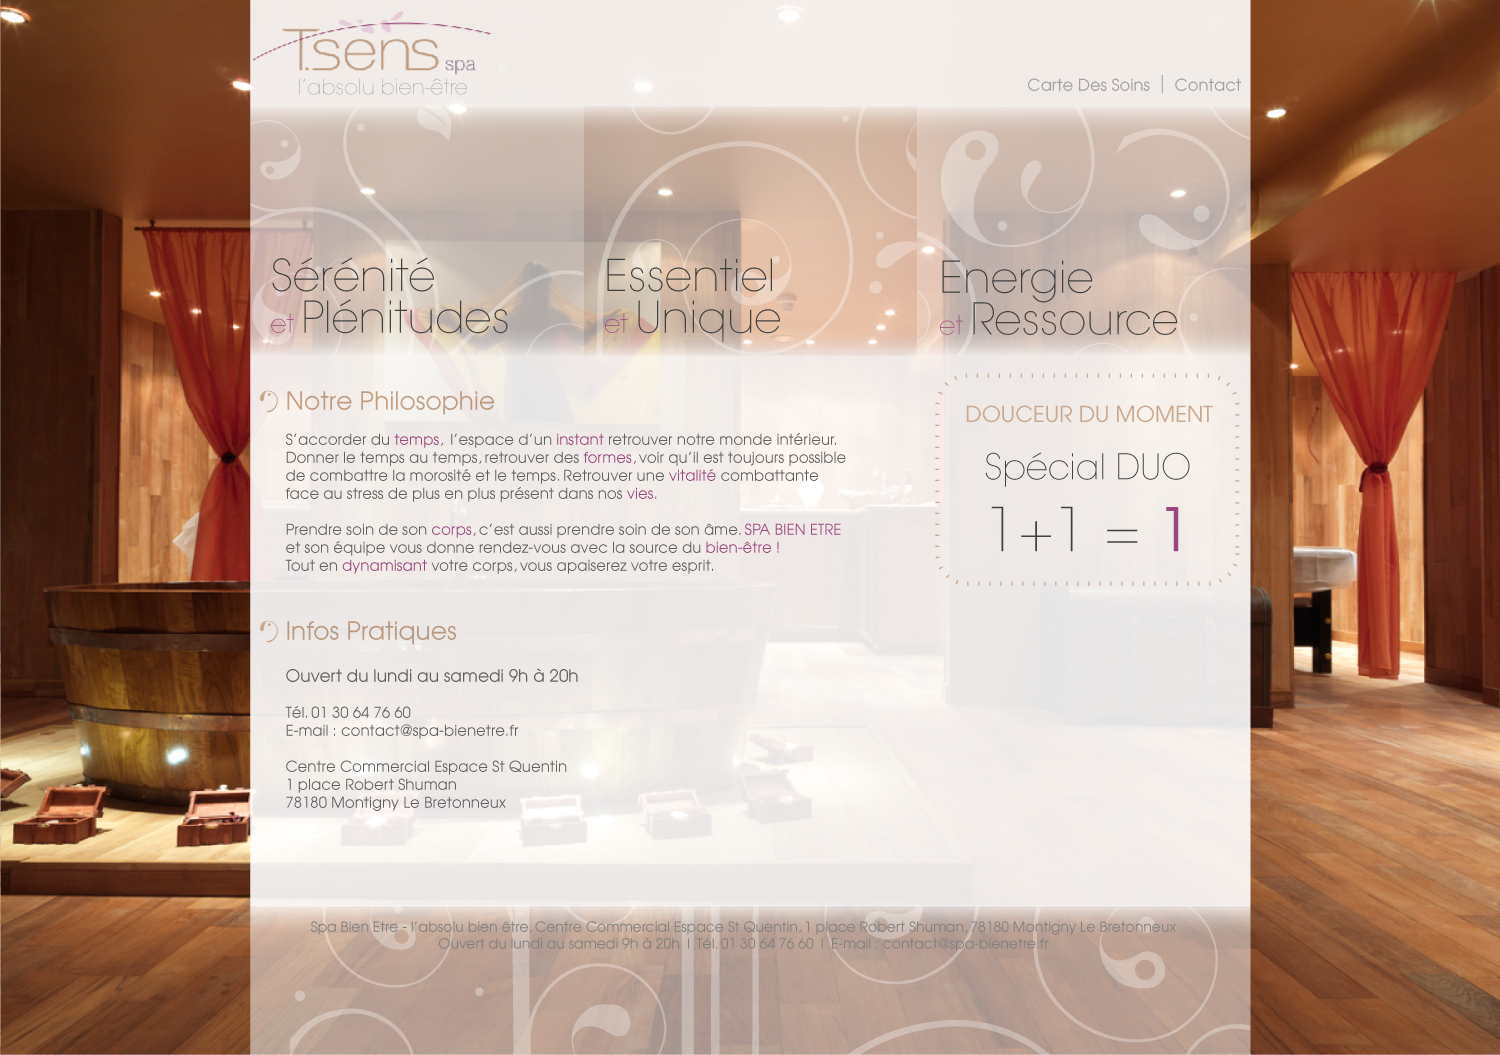 T.sens spa
l'absolu bien-être
Carte Des Soins | Contact
Sérénité
et Plénitudes
Essentiel
et Unique
Energie
et Ressource
Notre Philosophie
S'accorder du temps, l'espace d'un instant retrouver notre monde intérieur.
Donner le temps au temps, retrouver des formes, voir qu'il est toujours possible
de combattre la morosité et le temps. Retrouver une vitalité combattante
face au stress de plus en plus présent dans nos vies.
Prendre soin de son corps, c'est aussi prendre soin de son âme. SPA BIEN ETRE
et son équipe vous donne rendez-vous avec la source du bien-être !
Tout en dynamisant votre corps, vous apaiserez votre esprit.
DOUCEUR DU MOMENT
Spécial DUO
1+1 = 1
Infos Pratiques
Ouvert du lundi au samedi 9h à 20h
Tél. 01 30 64 76 60
E-mail : contact@spa-bienetre.fr
Centre Commercial Espace St Quentin
1 place Robert Shuman
78180 Montigny Le Bretonneux
Spa Bien Etre - l'absolu bien être. Centre Commercial Espace St Quentin, 1 place Robert Shuman, 78180 Montigny Le Bretonneux
Ouvert du lundi au samedi 9h à 20h | Tél. 01 30 64 76 60 | E-mail : contact@spa-bienetre.fr